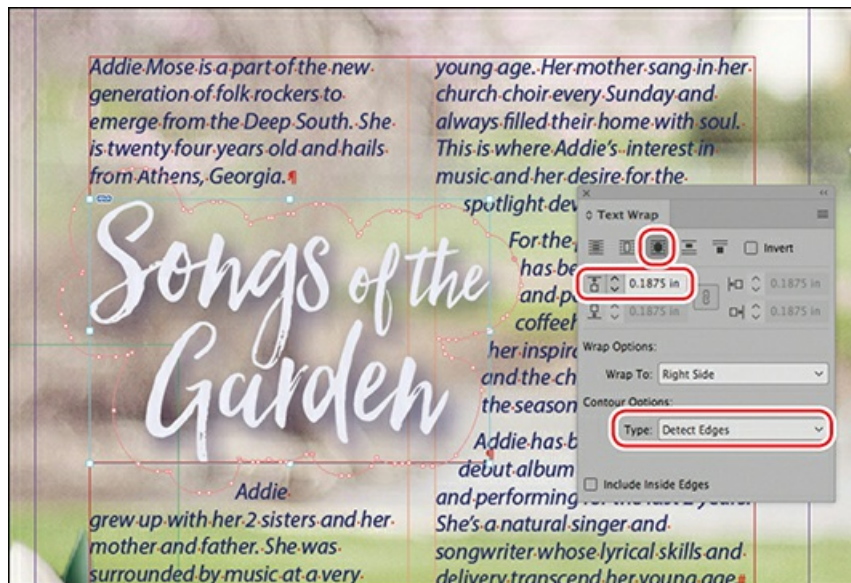 Addie Mose is a part of the new
generation of folk rockers to
emerge from the Deep South. She
is twenty four years old and hails
from Athens, Georgia.
Songs of the
Garden
Addie
grew up with her 2 sisters and her
mother and father. She was
surrounded by music at a very
young age. Her mother sang in her
church choir every Sunday and
always filled their home with soul.
This is where Addie's interest in
music and her desire for the
spotlight
For the
has
and
her
and the
the season
Addie has
debut album
and performing
She's a natural singer and
songwriter whose lyrical skills and
delivery transcend her young age
Text Wrap
Invert
0.1875 in
0.1875 in
0.1875 in
0.1875 in
Wrap Options:
Wrap To: Right Side
Contour Options:
Type: Detect Edges
Include Inside Edges